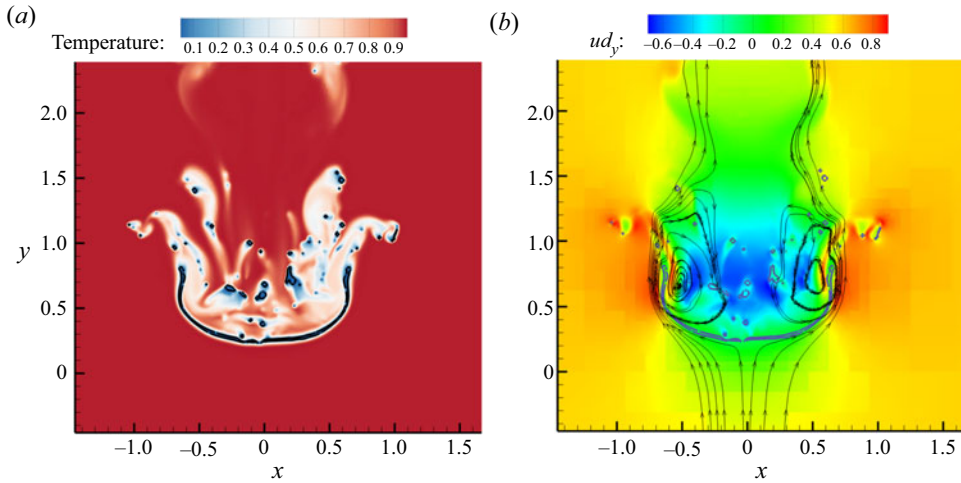 (a)
Temperature:
0.1 0.2 0.3 0.4 0.5 0.6 0.7 0.8 0.9
2.0
1.5
1.0
0.5
0
y
–1.0 –0.5 0 0.5 1.0 1.5
x
(b)
ud_y:
–0.6 –0.4 –0.2 0 0.2 0.4 0.6 0.8
2.0
1.5
1.0
0.5
0
–1.0 –0.5 0 0.5 1.0 1.5
x